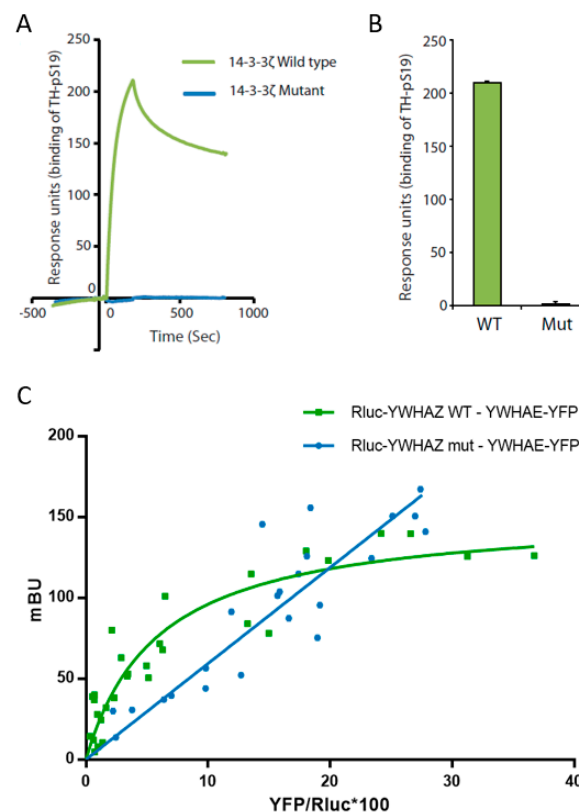 A
Response units (binding of TH-pS19)
250
200
150
100
50
0
-500
0
500
1000
Time (Sec)
14-3-3ζ Wild type
14-3-3ζ Mutant
B
Response units (binding of TH-pS19)
250
200
150
100
50
0
WT
Mut
C
Rluc-YWHAZ WT - YWHAE-YFP
Rluc-YWHAZ mut - YWHAE-YFP
mBU
200
150
100
50
0
0
10
20
30
40
YFP/Rluc*100